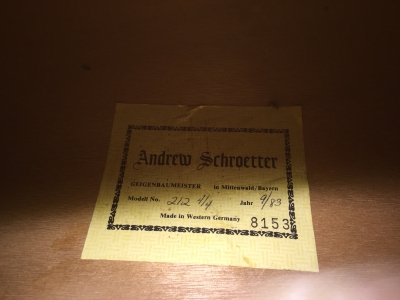 Andrew Schroetter
GEIGENBAUMEISTER in Mittenwald/Bayern
Modell No. 212 4/4 Jahr 9/83
Made in Western Germany
8153